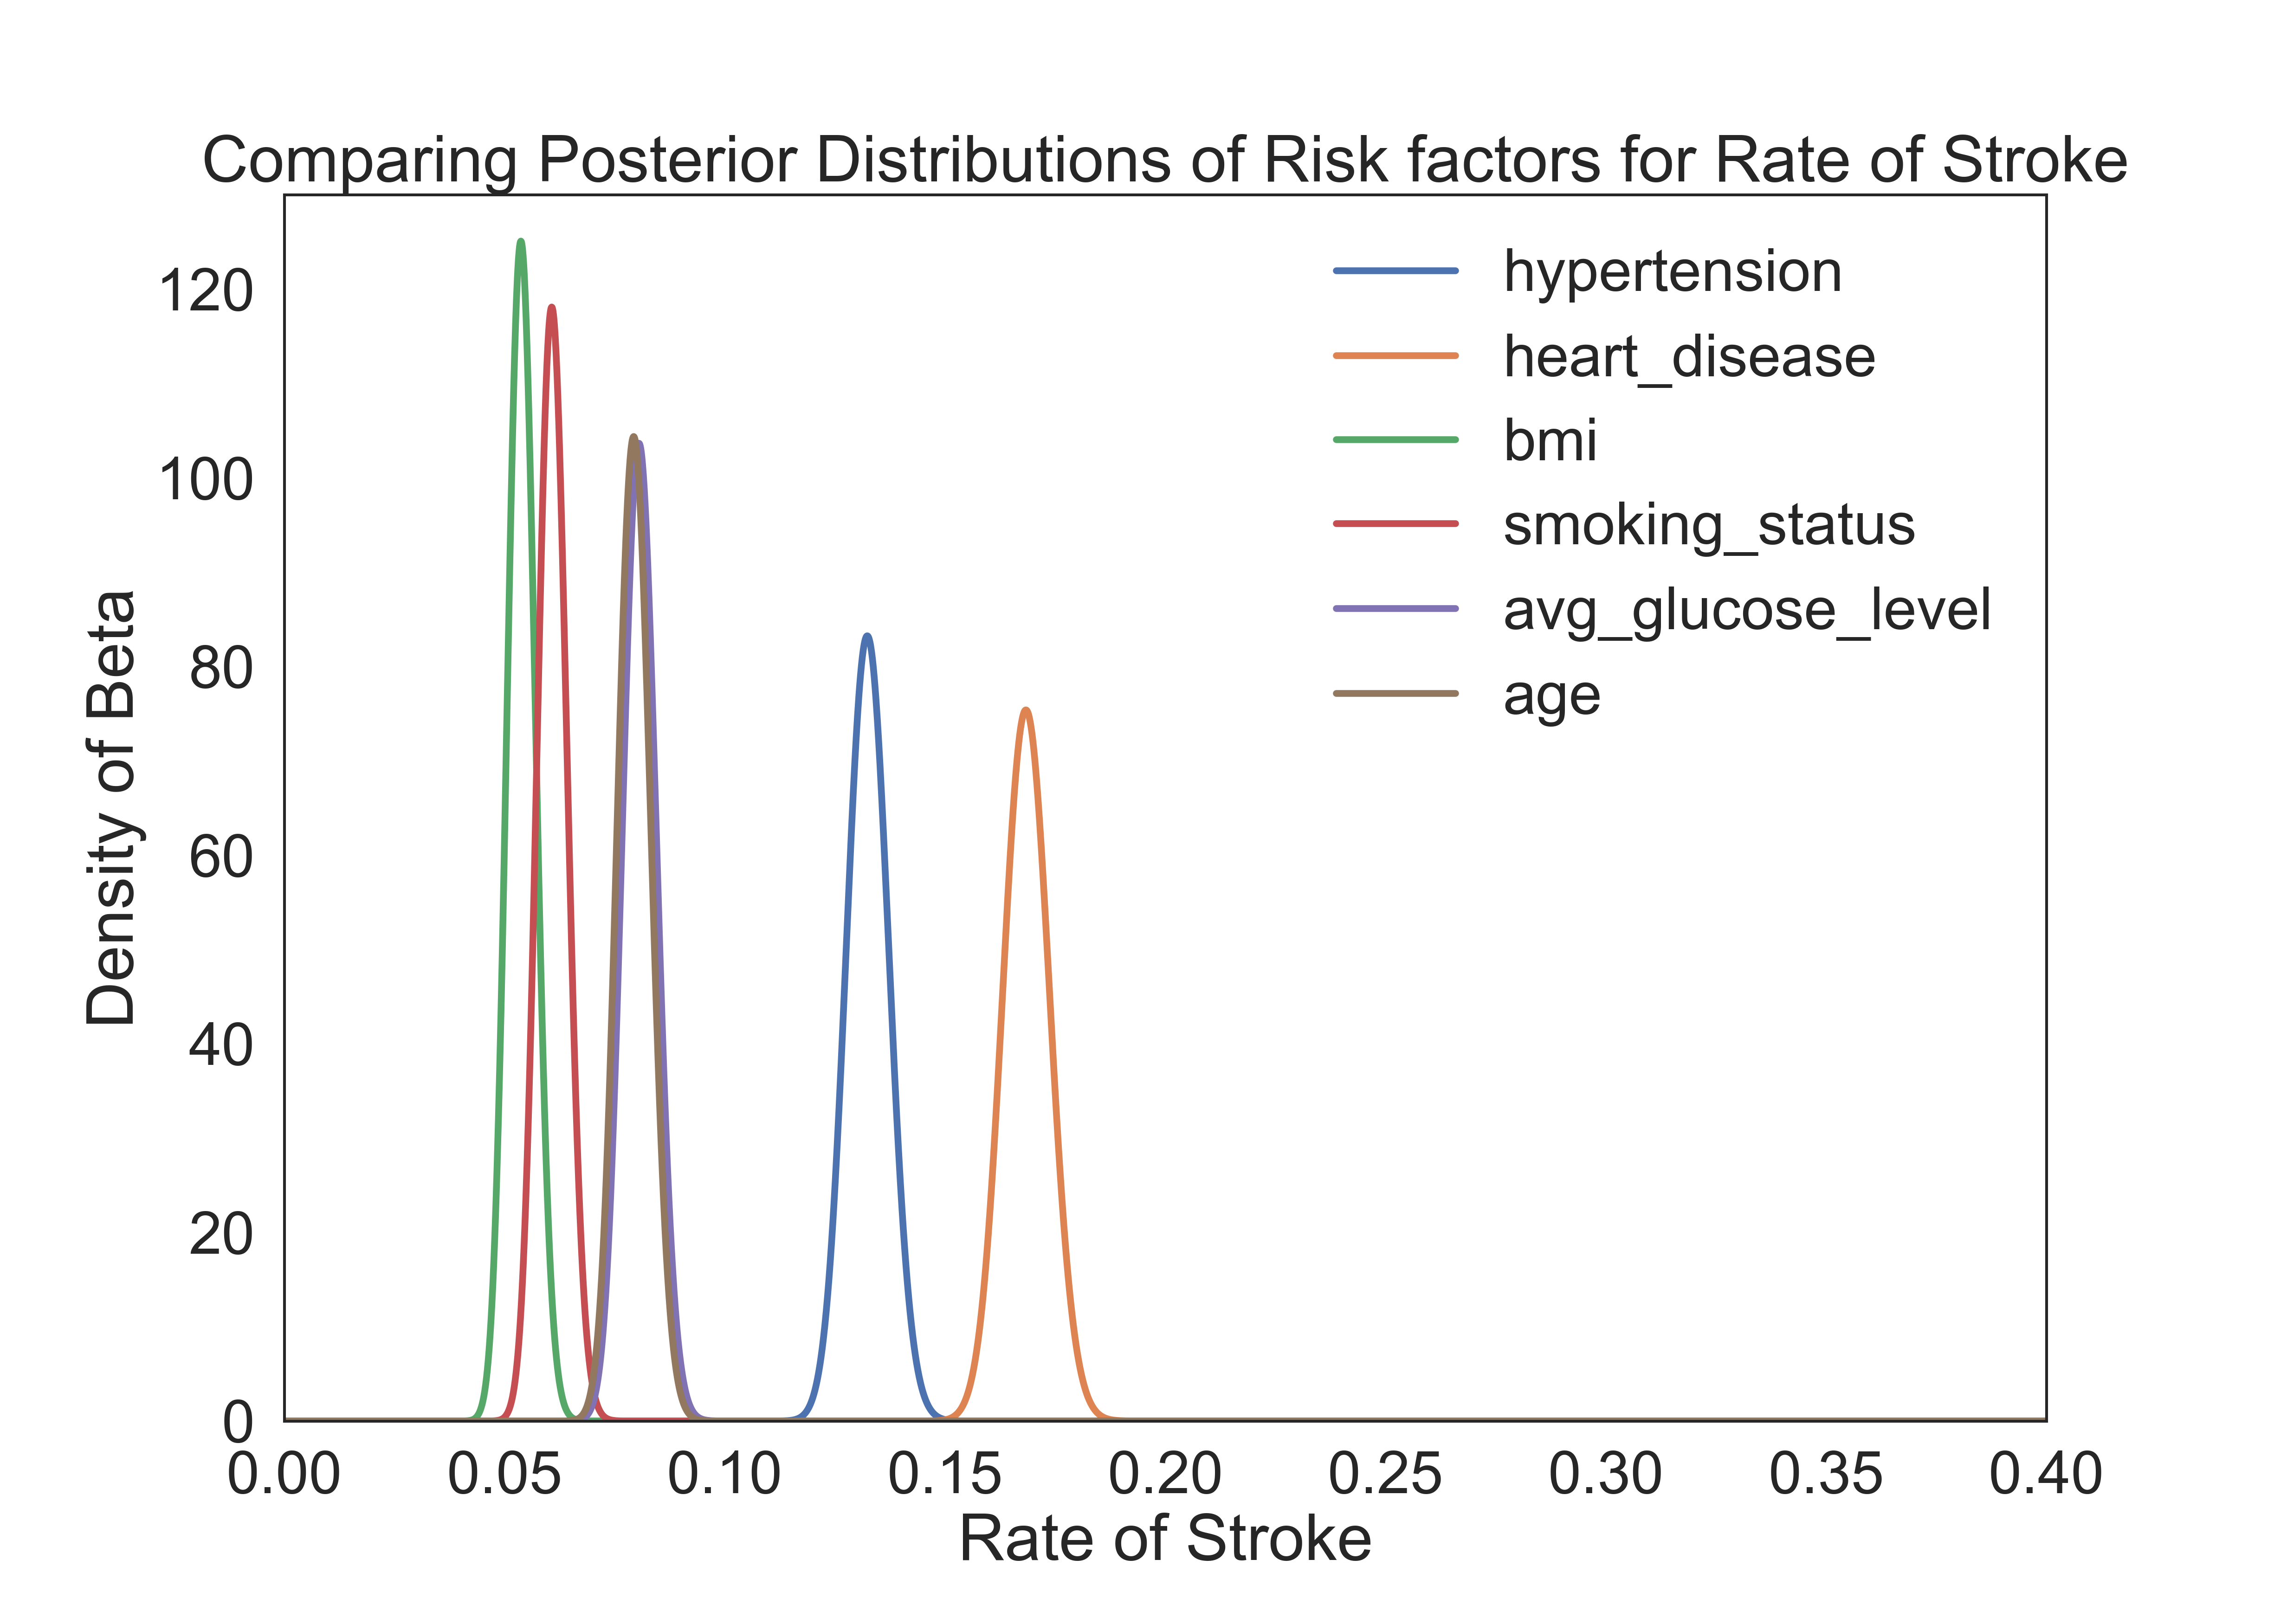 Comparing Posterior Distributions of Risk factors for Rate of Stroke
hypertension
heart_disease
bmi
smoking_status
avg_glucose_level
age
Density of Beta
120
100
80
60
40
20
0
0.00 0.05 0.10 0.15 0.20 0.25 0.30 0.35 0.40
Rate of Stroke